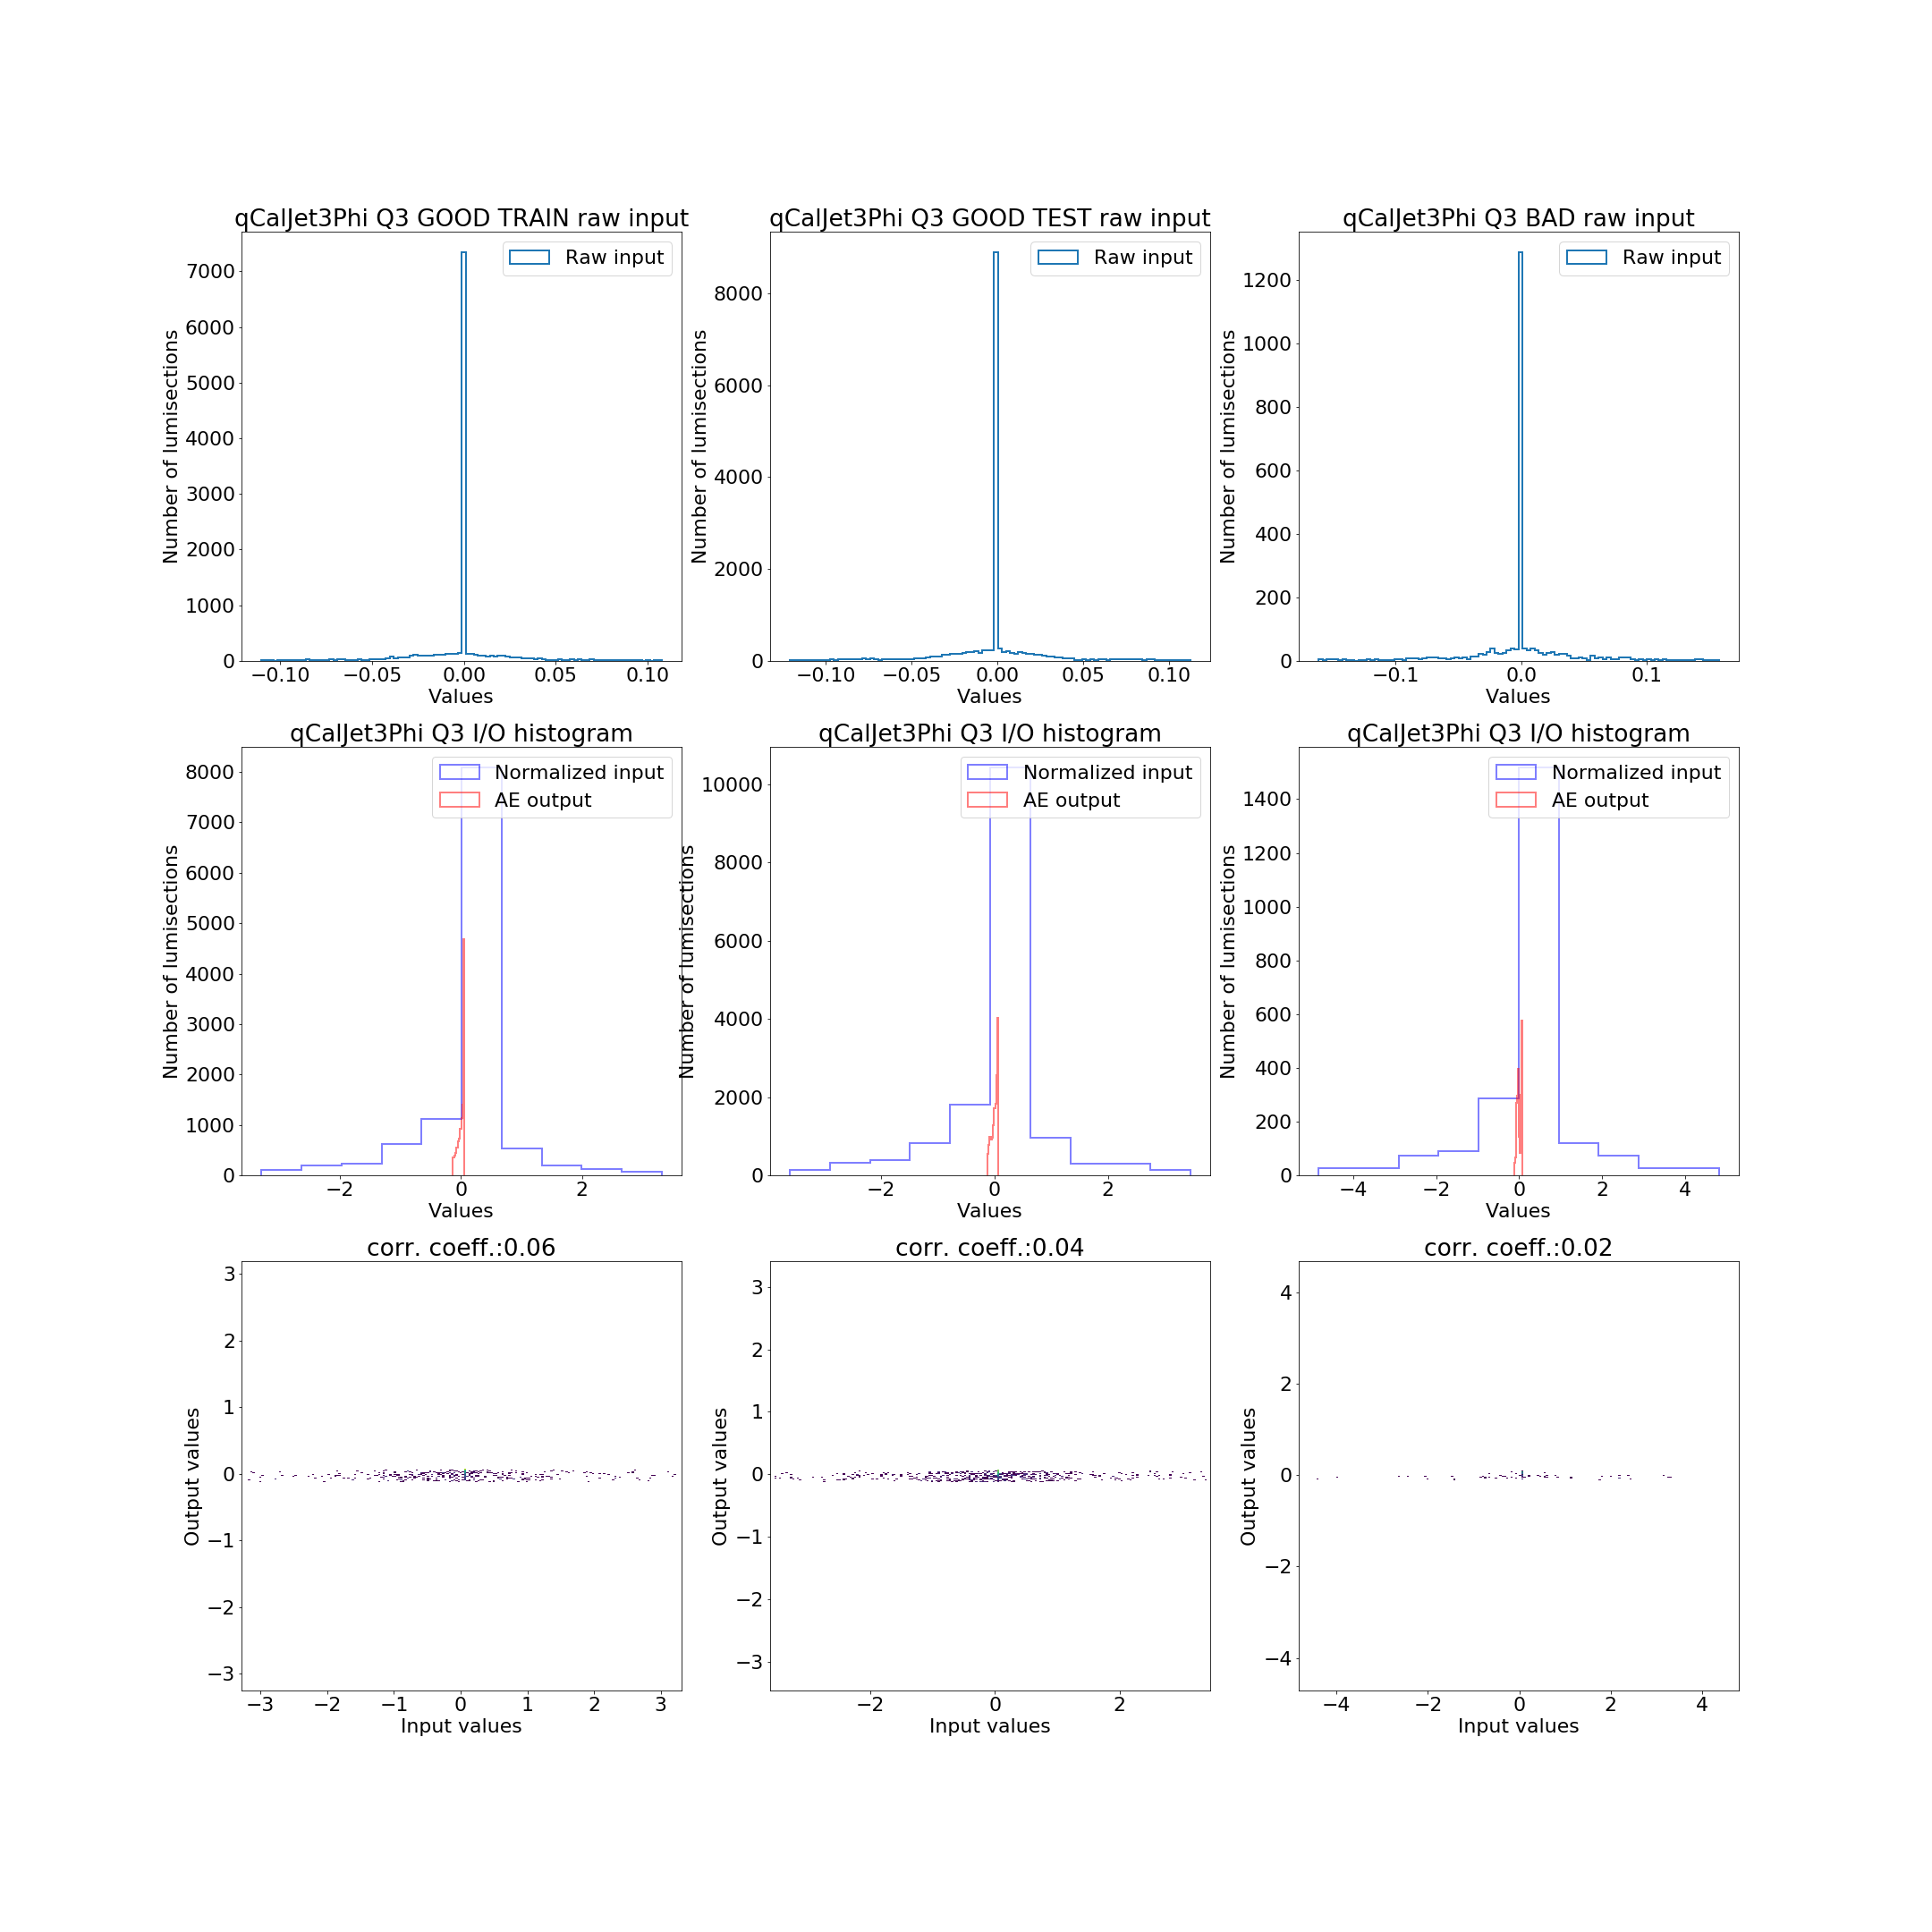 qCalJet3Phi Q3 GOOD TRAIN raw input
Raw input
7000
6000
5000
4000
3000
2000
1000
0
Number of lumisections
−0.10 −0.05 0.00 0.05 0.10
Values
qCalJet3Phi Q3 GOOD TEST raw input
Raw input
8000
6000
4000
2000
0
Number of lumisections
−0.10 −0.05 0.00 0.05 0.10
Values
qCalJet3Phi Q3 BAD raw input
Raw input
1200
1000
800
600
400
200
0
Number of lumisections
−0.1 0.0 0.1
Values
qCalJet3Phi Q3 I/O histogram
Normalized input
AE output
8000
7000
6000
5000
4000
3000
2000
1000
0
Number of lumisections
−2 0 2
Values
qCalJet3Phi Q3 I/O histogram
Normalized input
AE output
10000
8000
6000
4000
2000
0
Number of lumisections
−2 0 2
Values
qCalJet3Phi Q3 I/O histogram
Normalized input
AE output
1400
1200
1000
800
600
400
200
0
Number of lumisections
−4 −2 0 2 4
Values
corr. coeff.:0.06
3
2
1
0
−1
−2
−3
Output values
−3 −2 −1 0 1 2 3
Input values
corr. coeff.:0.04
3
2
1
0
−1
−2
−3
Output values
−2 0 2
Input values
corr. coeff.:0.02
4
2
0
−2
−4
Output values
−4 −2 0 2 4
Input values